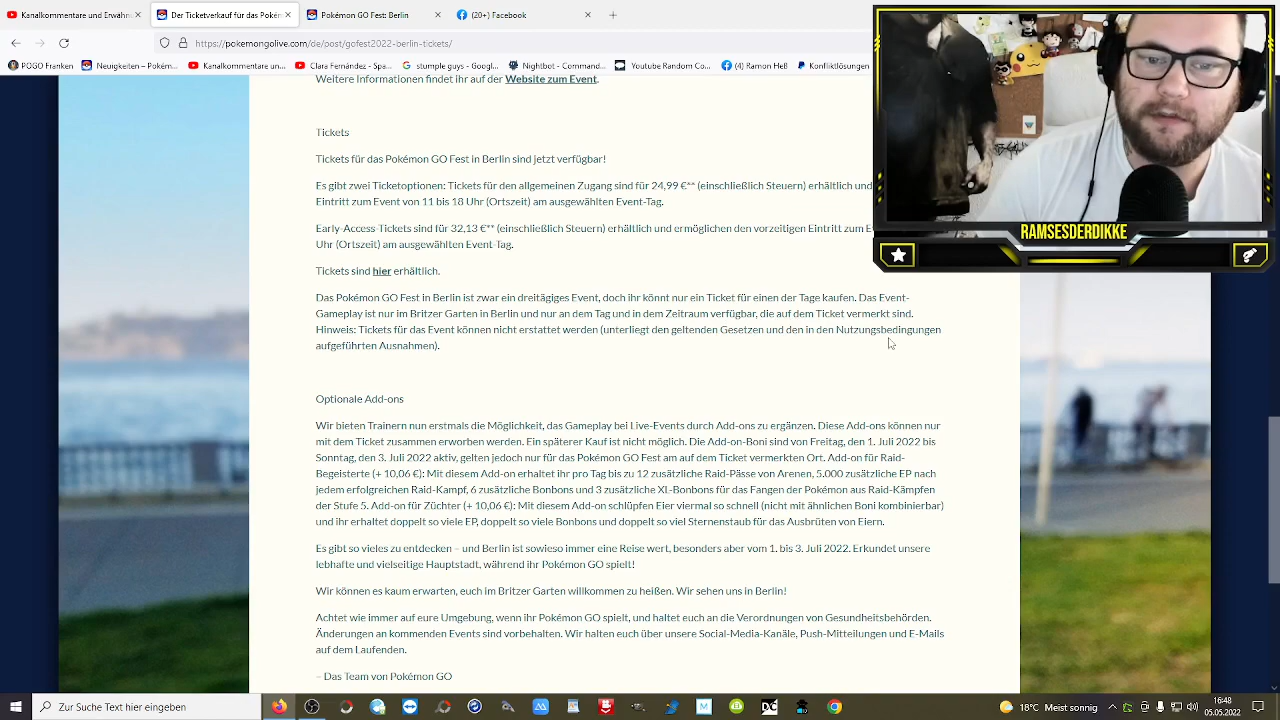 Konfliktlösungen Erwach
Der Ticketverkauf für das Pokém
(20+) Facebook
https://pokemongolive.com/
POGO Franken
Neuigkeiten – Pokémon
Kanalkommentare un
Gaza Fenster - Spa
stumple guys - Googl
Nightbot - Command
Youtube Random Co
(4) Ramon Heß
Konfliktlösungen
Weitere Informationen findet ihr auf der Website zum Event.
Tickets
Tickets für das Pokémon GO Fest in Berlin sind jetzt verfügbar!
Es gibt zwei Ticketoptionen: Tickets für den allgemeinen Zugang sind für 24,99 €** (einschließlich Steuern) erhältlich und
Eintritt zum Event von 11 bis 18 Uhr (Ortszeit) am ausgewählten Event-Tag.
Early-Access-Tickets sind für 32,13 €** (einschließlich Steuern) erhältlich und ermöglichen den vorzeitigen Eintritt zum E
Uhr (Ortszeit) am ausgewählten Event-Tag.
RAMSESDERDIKKE
Tickets sind hier erhältlich.
Das Pokémon GO Fest in Berlin ist zwar ein dreitägiges Event, doch ihr könnt nur ein Ticket für einen der Tage kaufen. Das Event-
Gameplay ist nur im Britzer Garten in Berlin und nur an dem Tag und in dem Zeitraum verfügbar, die auf dem Ticket vermerkt sind.
Hinweis: Tickets für das Event können nicht erstattet werden (unterliegt den geltenden Gesetzen und den in den Nutzungsbedingungen
aufgeführten Ausnahmen).
Optionale Add-ons
Wir bieten Trainern nun erstmals die Möglichkeit, das Gameplay bei Live-Events durch Add-ons zu ergänzen. Diese Add-ons können nur
mit dem Ticket zusammen erworben werden. Ein späterer Kauf ist nicht möglich. Die Add-on-Boni sind von Freitag, den 1. Juli 2022 bis
Sonntag, den 3. Juli 2022 aktiv, gelten jedoch nur für das Pokémon GO Fest am auf dem Ticket vermerkten Ort. Add-on für Raid-
Begeisterte (+ 10,06 €): Mit diesem Add-on erhaltet ihr pro Tag bis zu 12 zusätzliche Raid-Pässe von Arenen, 5.000 zusätzliche EP nach
jedem erfolgreichen Raid-Kampf, 6 zusätzliche Bonbons und 3 zusätzliche XL-Bonbons für das Fangen der Pokémon aus Raid-Kämpfen
der Stufe 5. Add-on für Züchter (+ 10,06 €): Mit diesem Add-on schlüpfen Eier viermal so schnell (nicht mit ähnlichen Boni kombinierbar)
und ihr erhaltet doppelt so viele EP, doppelt so viele Bonbons und doppelt so viel Sternenstaub für das Ausbrüten von Eiern.
Es gibt so vieles zu entdecken – und Berlin ist sowieso immer eine Reise wert, besonders aber vom 1. bis 3. Juli 2022. Erkundet unsere
lebhafte und vielseitige Hauptstadt, während ihr Pokémon GO spielt!
Wir können es kaum erwarten, euch im Britzer Garten willkommen zu heißen. Wir sehen uns in Berlin!
Achtet wie immer auf eure Umgebung, wenn ihr Pokémon GO spielt, und haltet euch an die Verordnungen von Gesundheitsbehörden.
Änderungen an kommenden Events sind vorbehalten. Wir halten euch über unsere Social-Media-Kanäle, Push-Mitteilungen und E-Mails
auf dem Laufenden.
– Das Team von Pokémon GO
Zur Suche Text hier eingeben
18°C Sonnig
16:48
05.05.2022